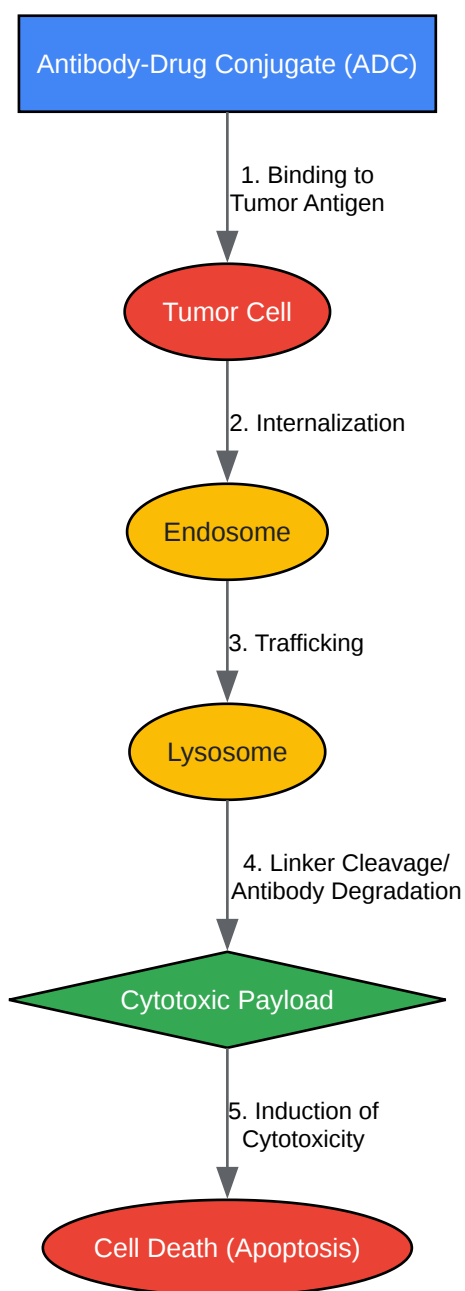 Antibody-Drug Conjugate (ADC)
1. Binding to
Tumor Antigen
Tumor Cell
2. Internalization
Endosome
3. Trafficking
Lysosome
4. Linker Cleavage/
Antibody Degradation
Cytotoxic Payload
5. Induction of
Cytotoxicity
Cell Death (Apoptosis)